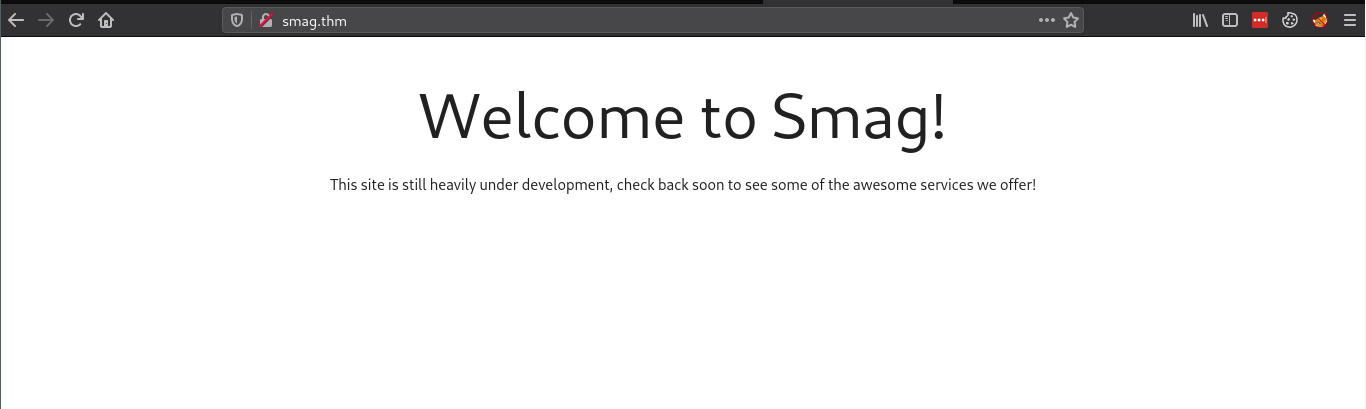 smag.thm
Welcome to Smag!
This site is still heavily under development, check back soon to see some of the awesome services we offer!